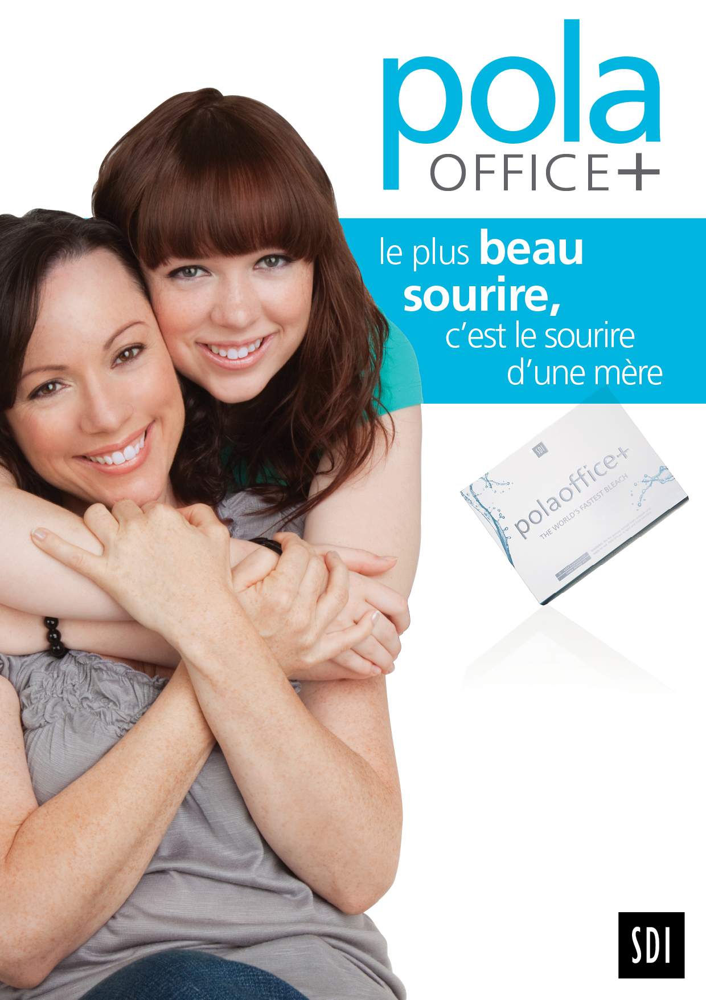 pola
OFFICE+
le plus beau
sourire,
c’est le sourire
d’une mère
SDI
polaoffice+
THE WORLD'S FASTEST BLEACH
SDI